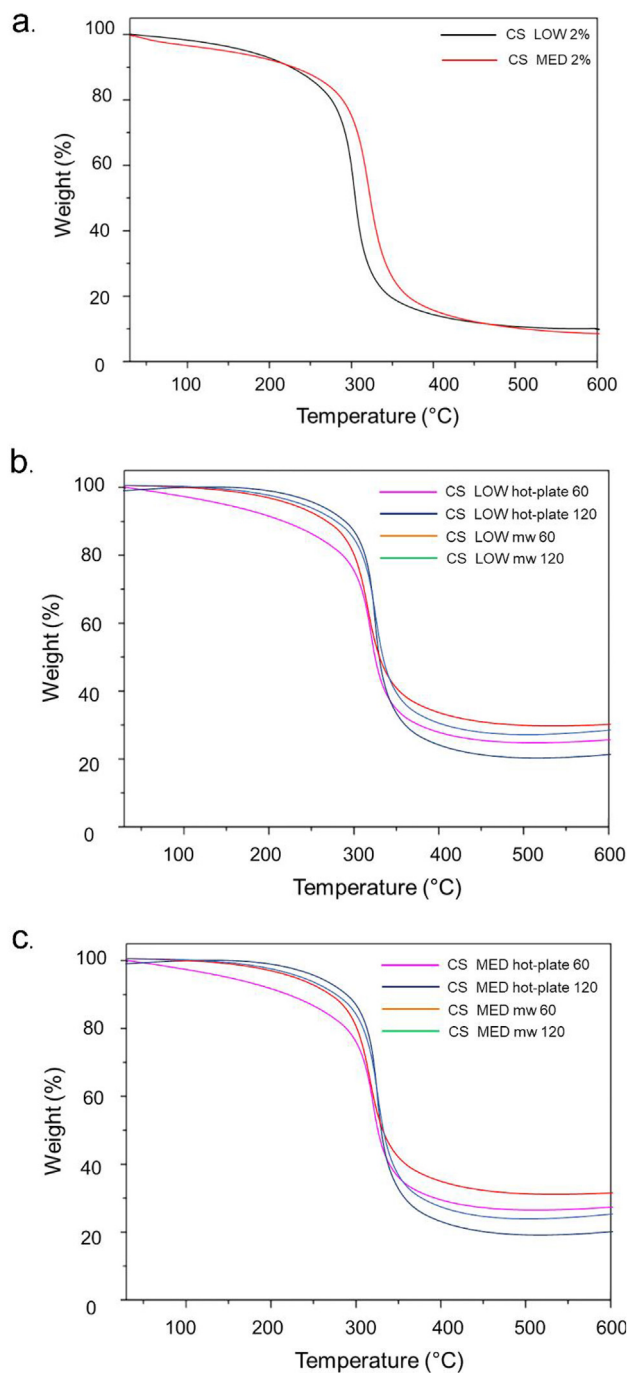 a.
100
80
60
40
20
0
Weight (%)
CS LOW 2%
CS MED 2%
100 200 300 400 500 600
Temperature (°C)
b.
100
80
60
40
20
0
Weight (%)
CS LOW hot-plate 60
CS LOW hot-plate 120
CS LOW mw 60
CS LOW mw 120
100 200 300 400 500 600
Temperature (°C)
c.
100
80
60
40
20
0
Weight (%)
CS MED hot-plate 60
CS MED hot-plate 120
CS MED mw 60
CS MED mw 120
100 200 300 400 500 600
Temperature (°C)